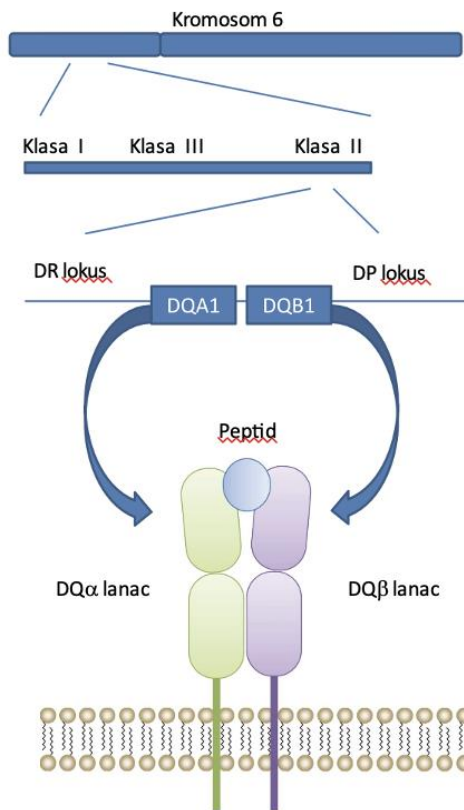 Kromosom 6
Klasa I Klasa III Klasa II
DR lokus DP lokus
DQA1 DQB1
Peptid
DQα lanac DQβ lanac